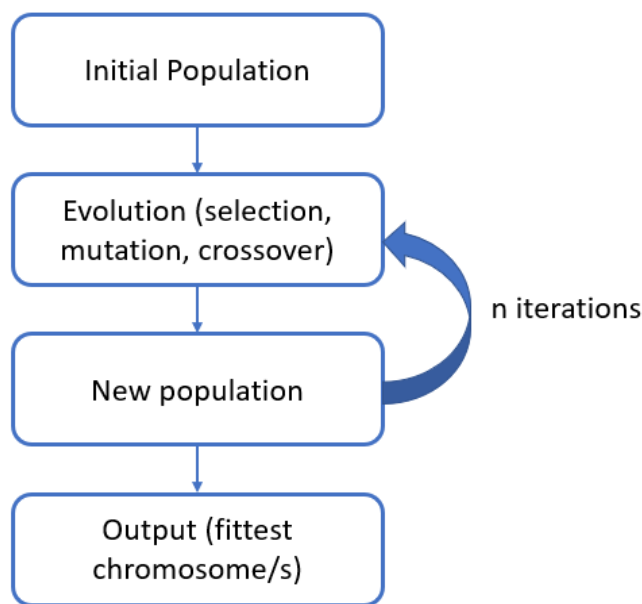 Initial Population
Evolution (selection,
mutation, crossover)
n iterations
New population
Output (fittest
chromosome/s)